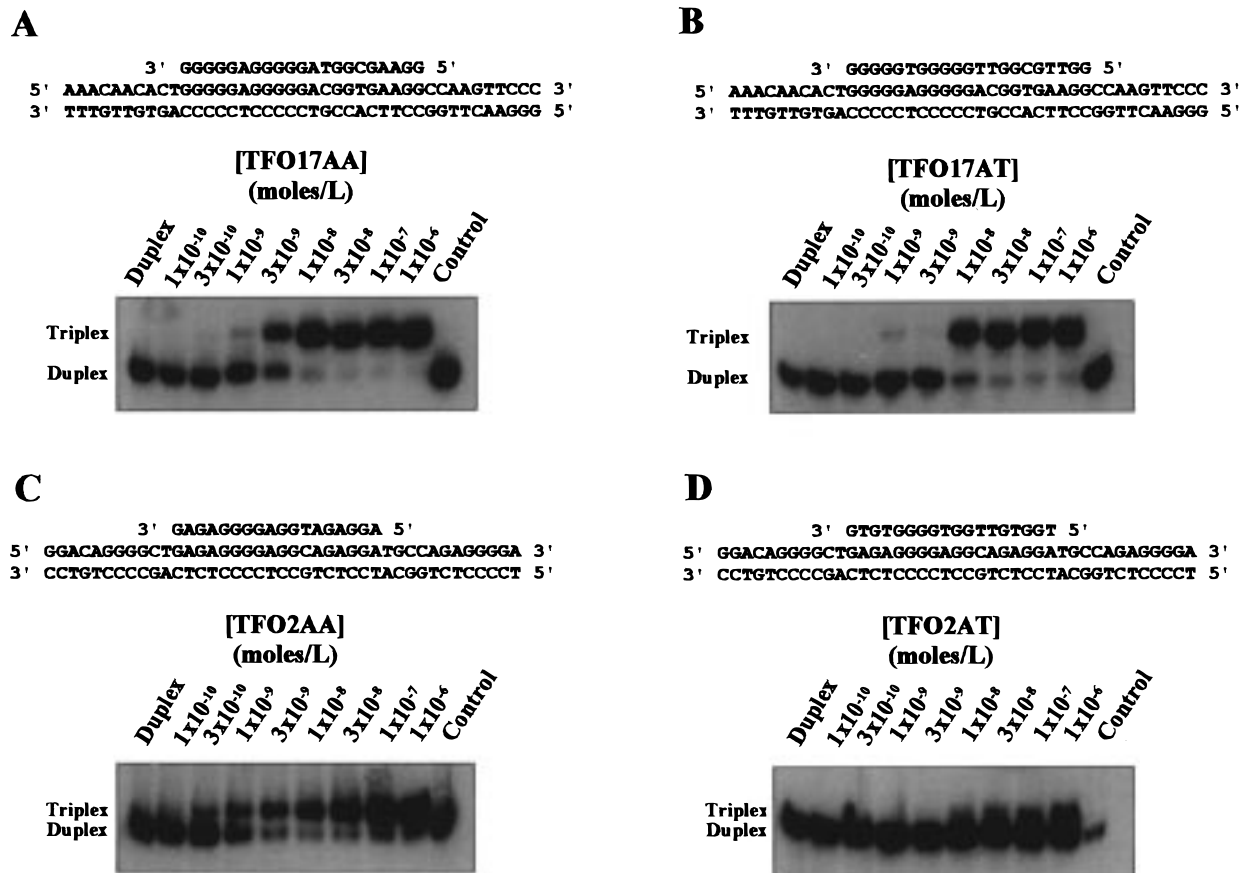 A
3' GGGGGAGGGGGATGGCGAAGG 5'
5' AAACAACACTGGGGGAGGGGGACGGTGAAGGCCAAGTTCCC 3'
3' TTTGTTGTGACCCCCTCCCCCTGCCACTTCCGGTTCAAGGG 5'
[TFO17AA]
(moles/L)
Duplex 1x10-10 3x10-10 1x10-9 3x10-9 1x10-8 3x10-8 1x10-7 1x10-6 Control
Triplex
Duplex
B
3' GGGGGTGGGGGTTGGCGTTGG 5'
5' AAACAACACTGGGGGAGGGGGACGGTGAAGGCCAAGTTCCC 3'
3' TTTGTTGTGACCCCCTCCCCCTGCCACTTCCGGTTCAAGGG 5'
[TFO17AT]
(moles/L)
Duplex 1x10-10 3x10-10 1x10-9 3x10-9 1x10-8 3x10-8 1x10-7 1x10-6 Control
Triplex
Duplex
C
3' GAGAGGGGAGGTAGAGGA 5'
5' GGACAGGGGCTGAGAGGGGAGGCAGAGGATGCCAGAGGGGA 3'
3' CCTGTCCCCGACTCTCCCCTCCGTCTCCTACGGTCTCCCCT 5'
[TFO2AA]
(moles/L)
Duplex 1x10-10 3x10-10 1x10-9 3x10-9 1x10-8 3x10-8 1x10-7 1x10-6 Control
Triplex
Duplex
D
3' GTGTGGGGTGGTTGTGGT 5'
5' GGACAGGGGCTGAGAGGGGAGGCAGAGGATGCCAGAGGGGA 3'
3' CCTGTCCCCGACTCTCCCCTCCGTCTCCTACGGTCTCCCCT 5'
[TFO2AT]
(moles/L)
Duplex 1x10-10 3x10-10 1x10-9 3x10-9 1x10-8 3x10-8 1x10-7 1x10-6 Control
Triplex
Duplex